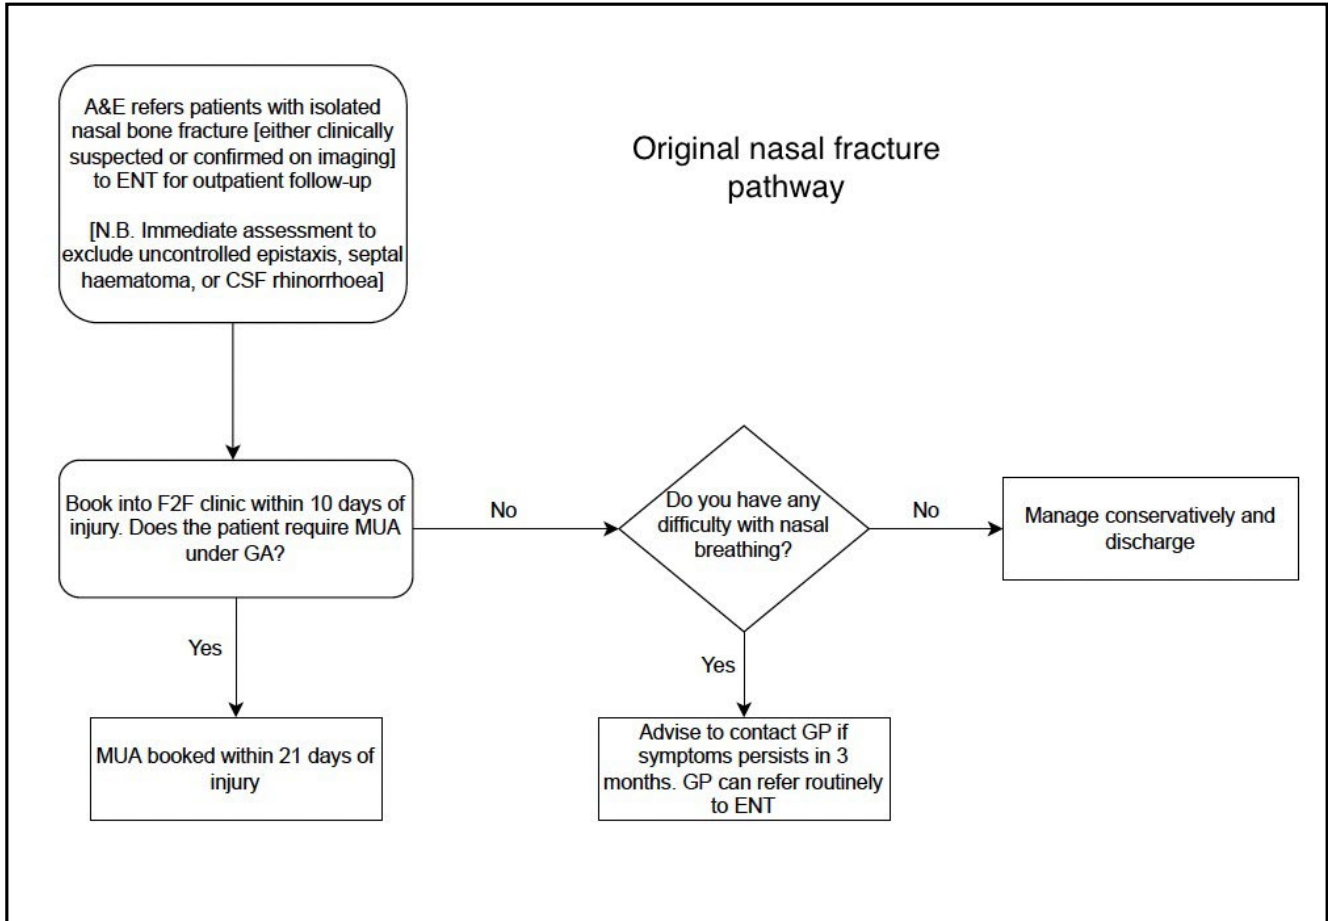 A&E refers patients with isolated
nasal bone fracture [either clinically
suspected or confirmed on imaging]
to ENT for outpatient follow-up
[N.B. Immediate assessment to
exclude uncontrolled epistaxis, septal
haematoma, or CSF rhinorrhoea]
Original nasal fracture
pathway
Book into F2F clinic within 10 days of
injury. Does the patient require MUA
under GA?
No
Do you have any
difficulty with nasal
breathing?
No
Manage conservatively and
discharge
Yes
MUA booked within 21 days of
injury
Yes
Advise to contact GP if
symptoms persists in 3
months. GP can refer routinely
to ENT